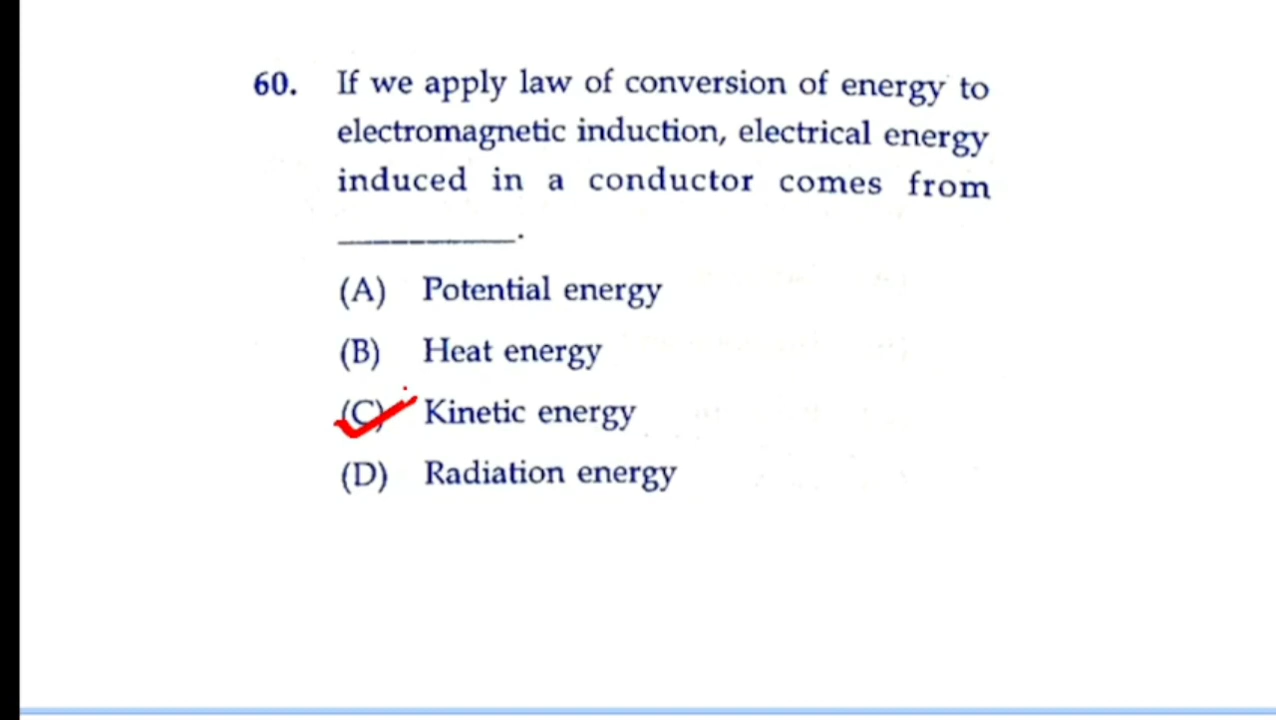 60. If we apply law of conversion of energy to
electromagnetic induction, electrical energy
induced in a conductor comes from
____________.
(A) Potential energy
(B) Heat energy
(C) Kinetic energy
(D) Radiation energy